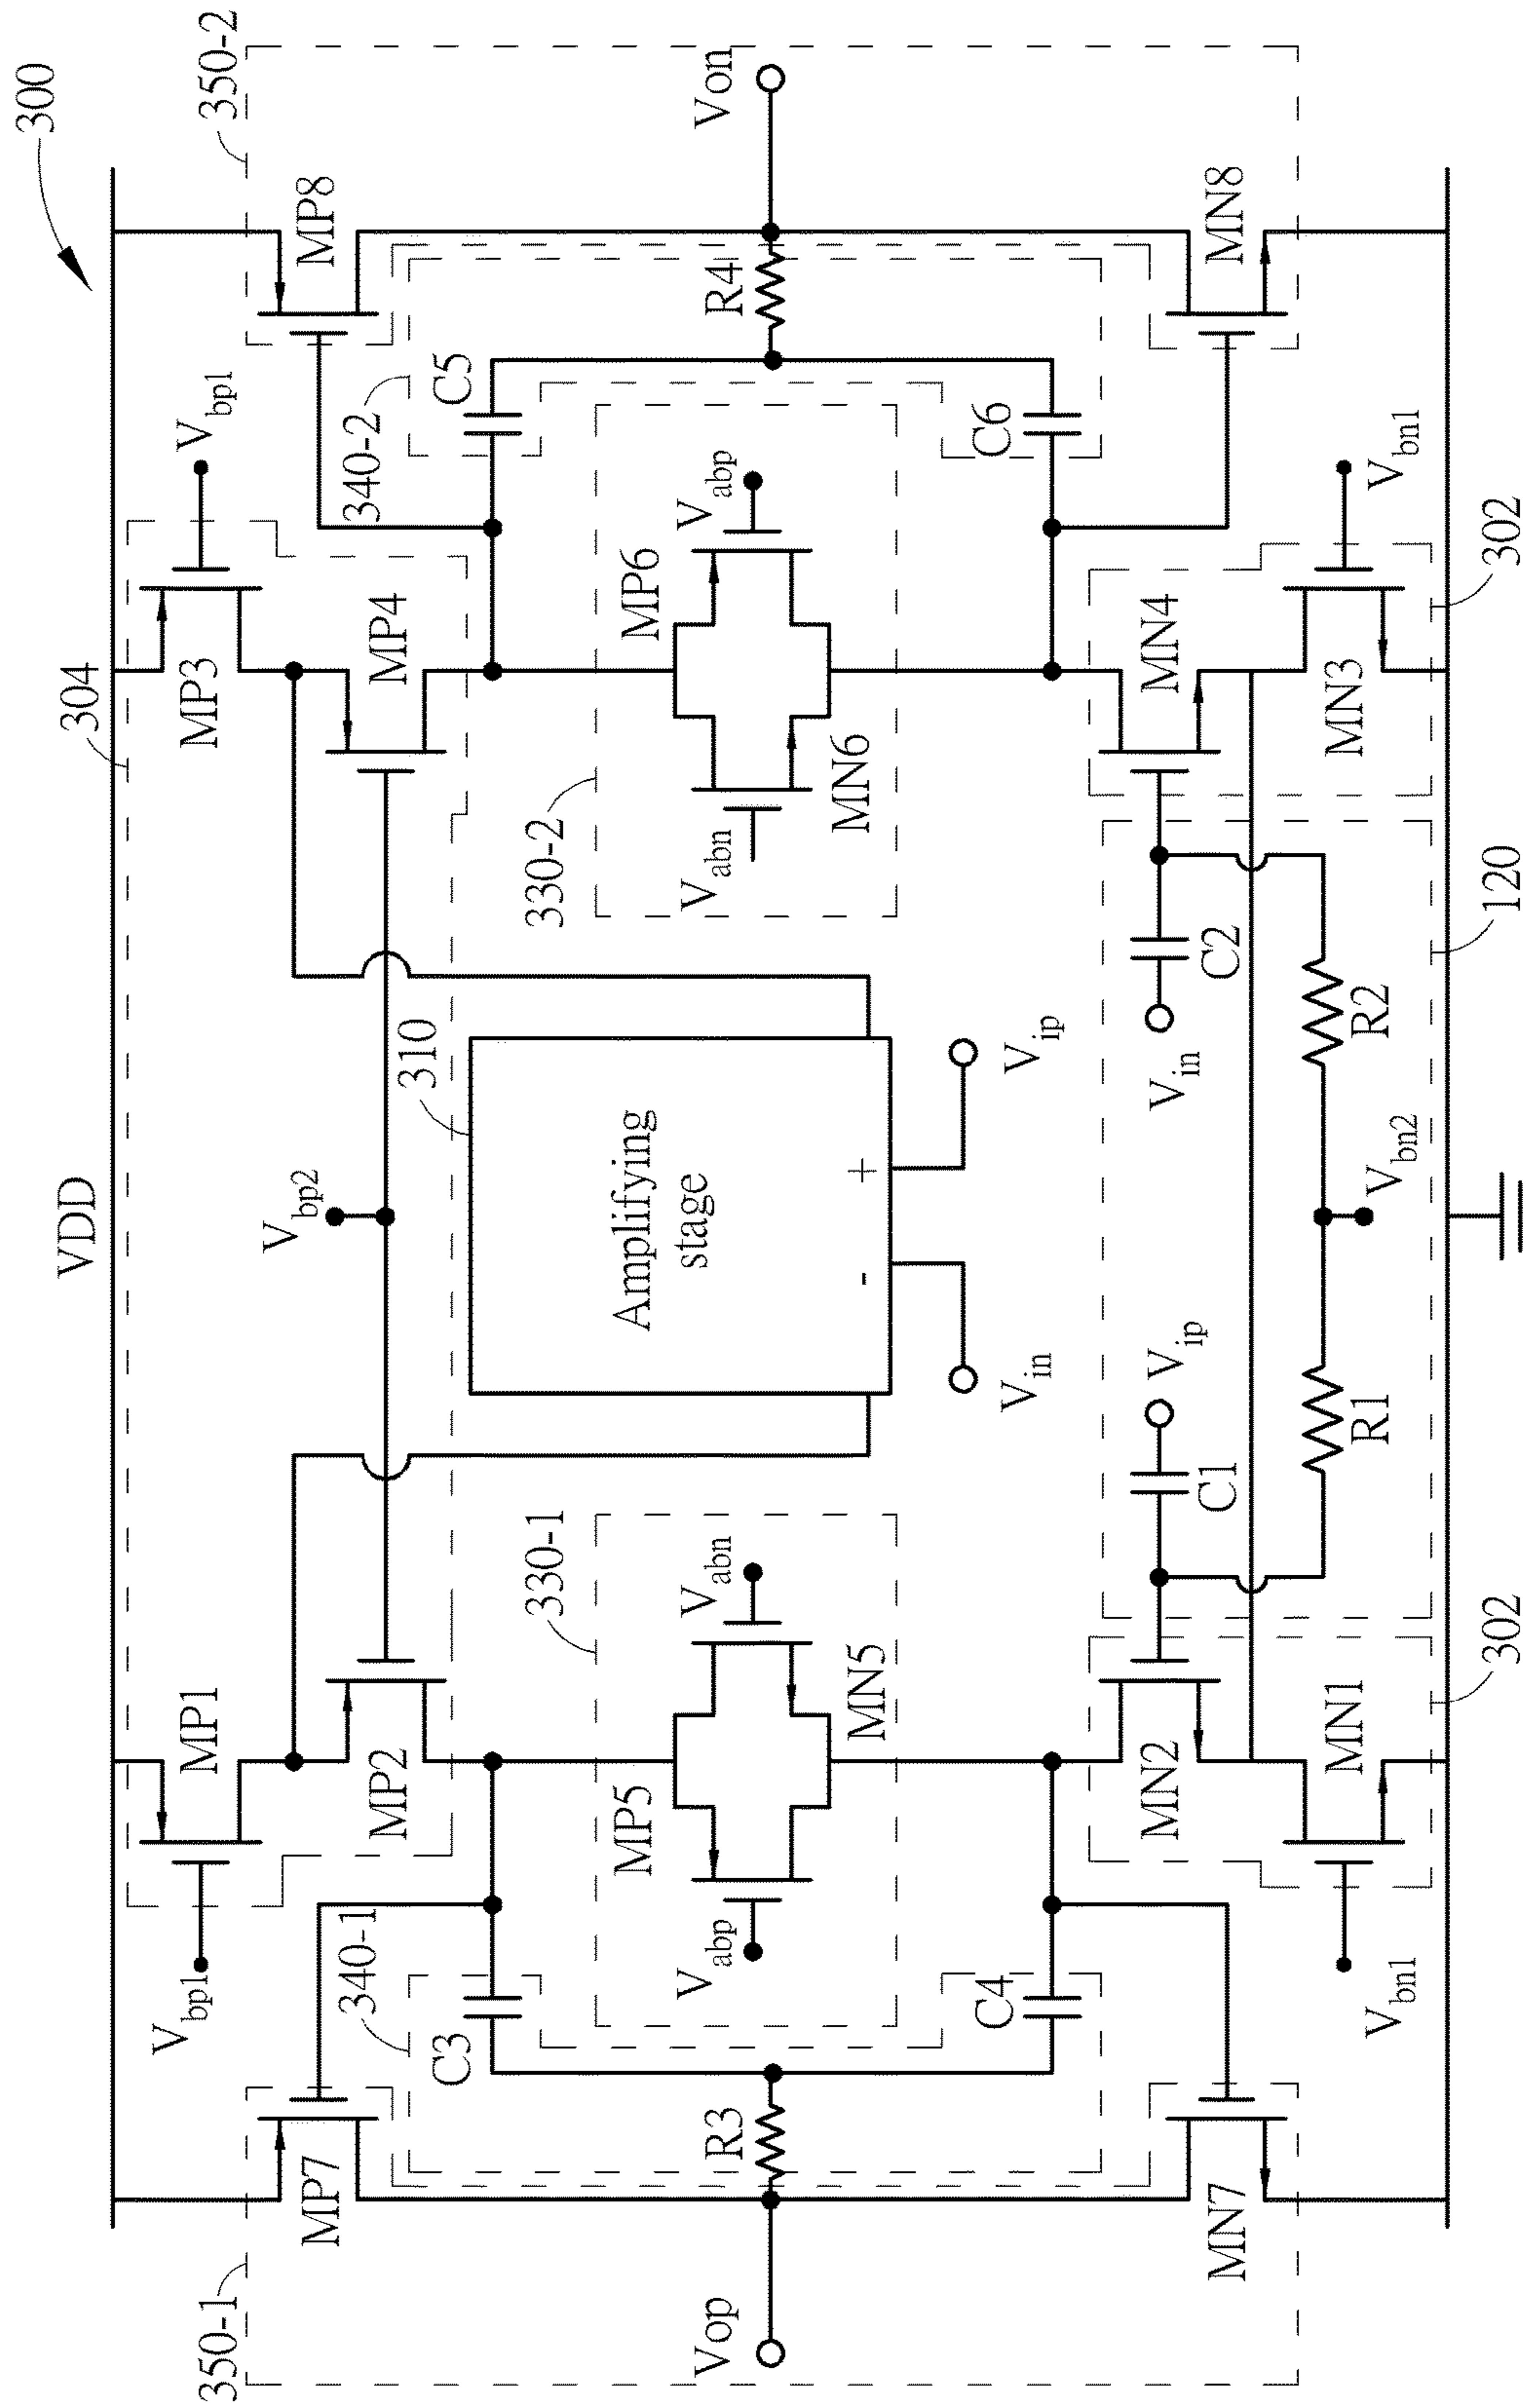 300
VDD
304
350-1
350-2
Vbp1
MP1
MP3
Vbp1
MP7
MP8
Vbp2
MP2
MP4
340-1
340-2
310
C3
C5
330-1
330-2
MP5
Vabn
Amplifying
stage
MP6
Vabp
Vabp
MN5
Vabn
MN6
Vop
R3
R4
Von
-
+
Vin
Vip
C4
C6
MN2
Vip
Vin
MN4
C1
C2
MN7
MN8
MN1
R1
R2
MN3
Vbn1
Vbn2
Vbn1
302
120
302